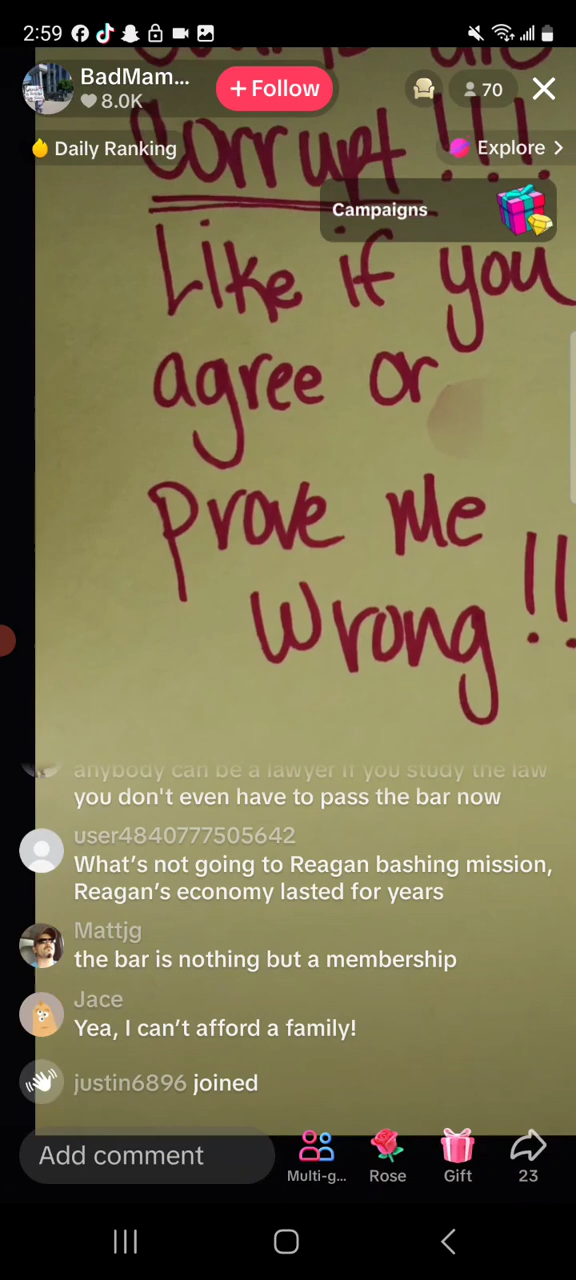 2:59
BadMam...
8.0K
+ Follow
70
Daily Ranking
Explore >
Campaigns
Corrupt!!!
Like if you
agree or
Prove Me
Wrong!!
anybody can be a lawyer if you study the law
you don't even have to pass the bar now
user4840777505642
What's not going to Reagan bashing mission,
Reagan's economy lasted for years
Mattjg
the bar is nothing but a membership
Jace
Yea, I can't afford a family!
justin6896 joined
Add comment
Multi-g...
Rose
Gift
23